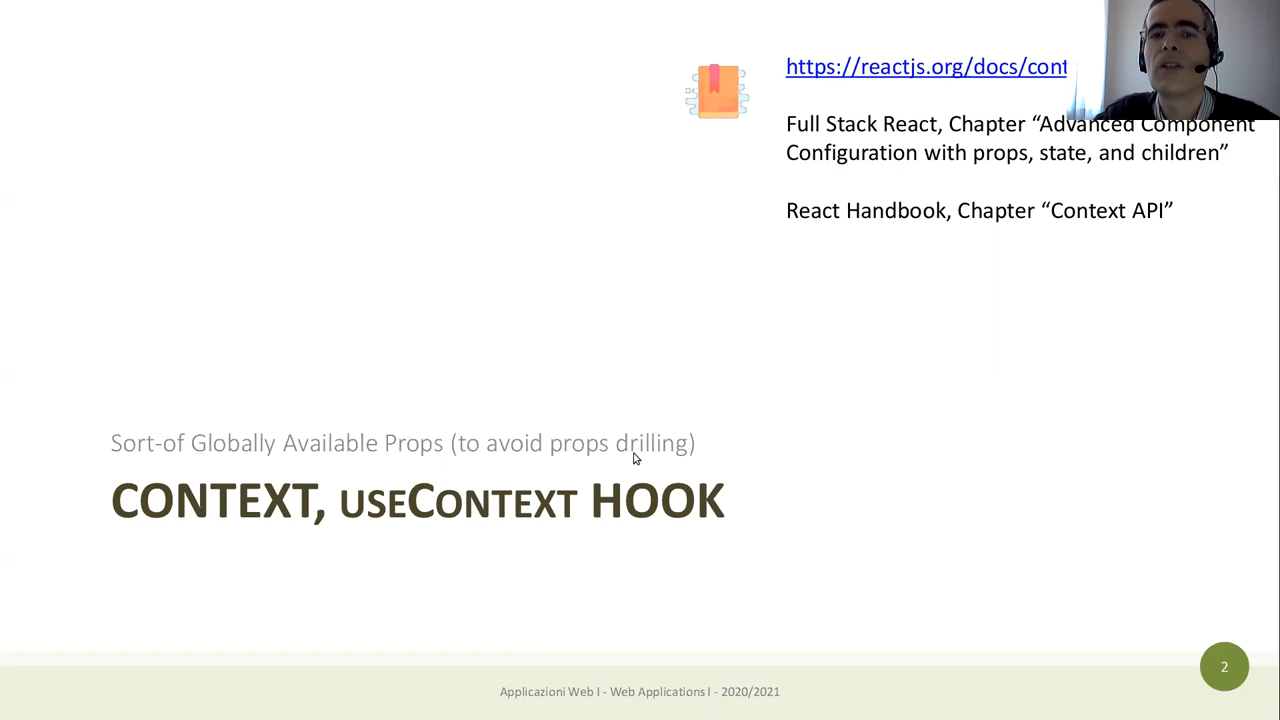 https://reactjs.org/docs/cont
Full Stack React, Chapter “Advanced Component
Configuration with props, state, and children”
React Handbook, Chapter “Context API”
Sort-of Globally Available Props (to avoid props drilling)
CONTEXT, USECONTEXT HOOK
2
Applicazioni Web I - Web Applications I - 2020/2021